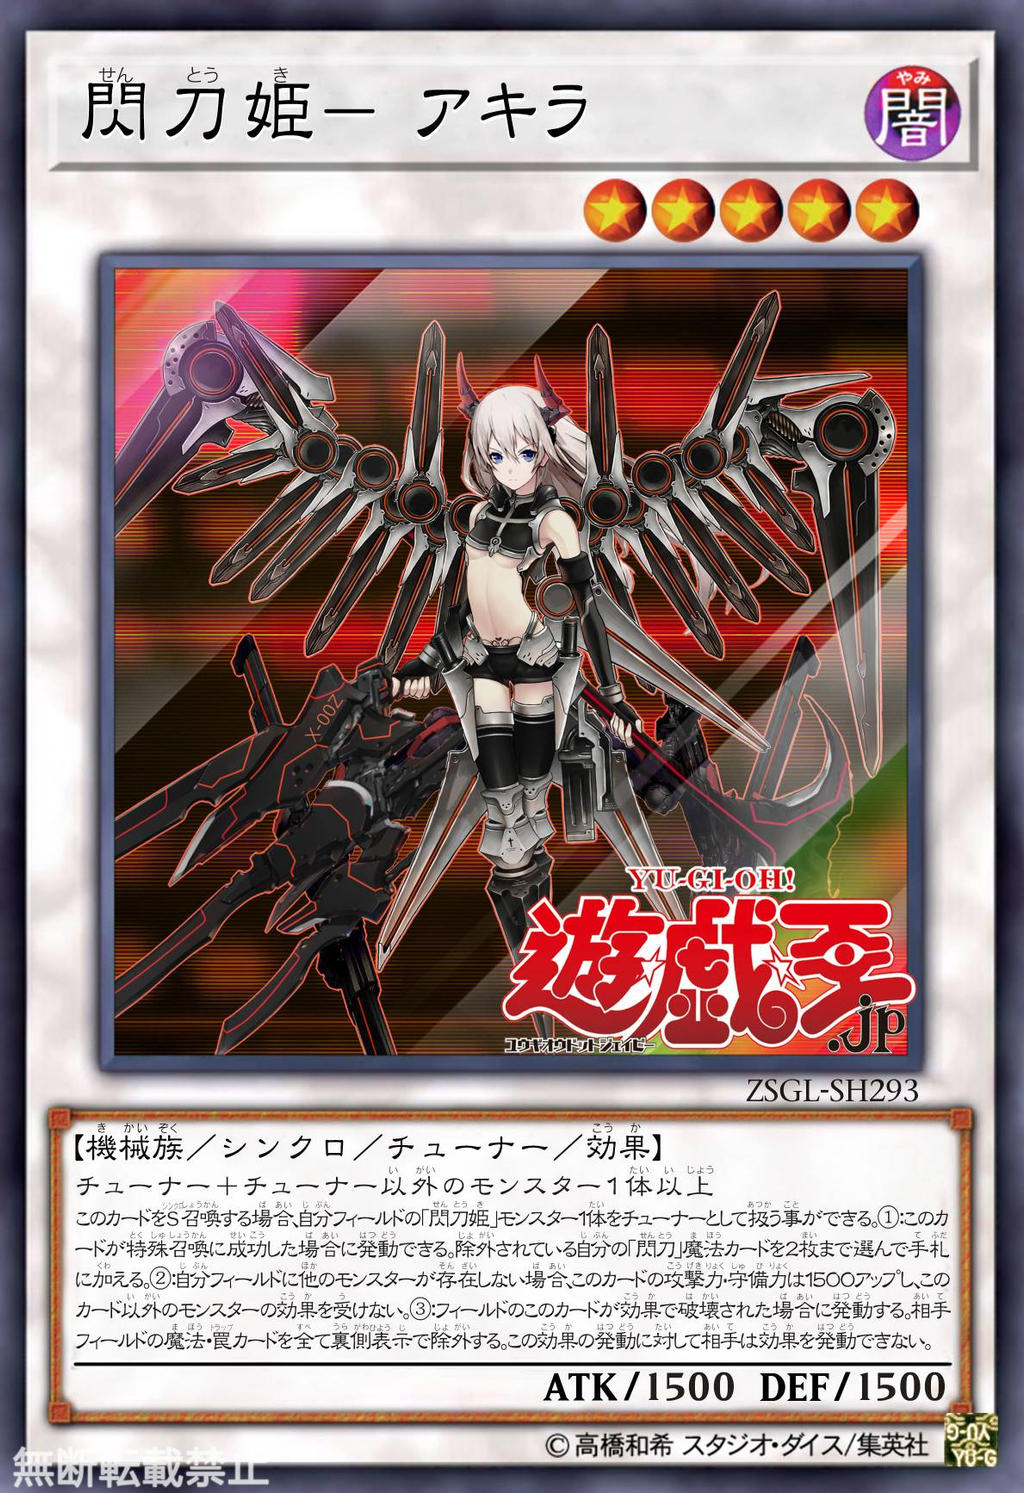 閃刀姫－ アキラ
せん とう き
やみ
闇
X-002
YU-GI-OH!
遊戯王
.jp
ユウギオウドットジェイピー
ZSGL-SH293
【機械族／シンクロ／チューナー／効果】
チューナー＋チューナー以外のモンスター１体以上
このカードをS召喚する場合、自分フィールドの「閃刀姫」モンスター1体をチューナーとして扱う事ができる。①:このカ
ードが特殊召喚に成功した場合に発動できる。除外されている自分の「閃刀」魔法カードを2枚まで選んで手札
に加える。②:自分フィールドに他のモンスターが存在しない場合、このカードの攻撃力・守備力は1500アップし、この
カード以外のモンスターの効果を受けない。③:フィールドのこのカードが効果で破壊された場合に発動する。相手
フィールドの魔法・罠カードを全て裏側表示で除外する。この効果の発動に対して相手は効果を発動できない。
ATK/1500 DEF/1500
©高橋和希 スタジオ・ダイス/集英社
無断転載禁止